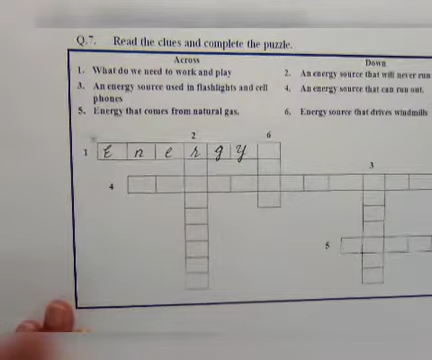 Q.7. Read the clues and complete the puzzle.
Across
Down
1. What do we need to work and play
2. An energy source that will never run
3. An energy source used in flashlights and cell phones
4. An energy source that can run out.
5. Energy that comes from natural gas.
6. Energy source that drives windmills
2
6
1 E n e r g y
3
4
5